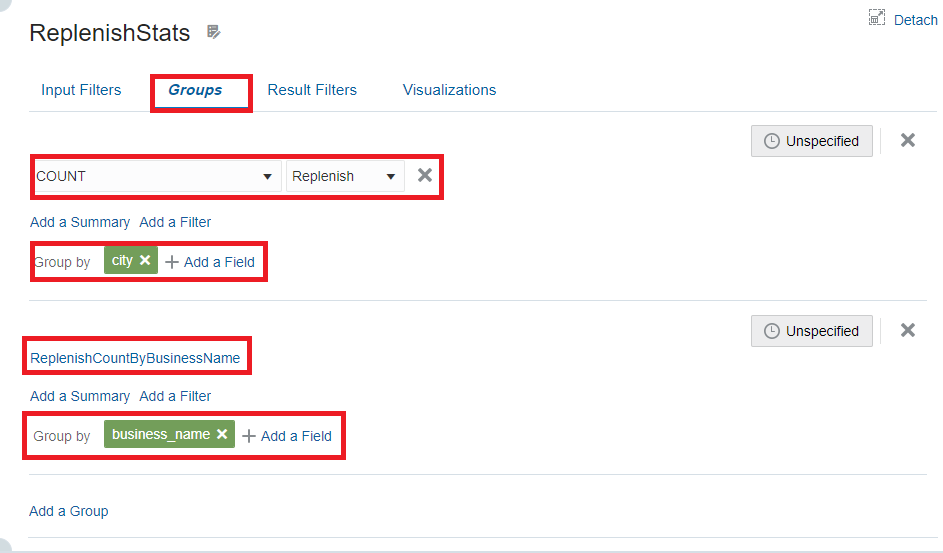 ReplenishStats
Detach
Input Filters Groups Result Filters Visualizations
Unspecified
COUNT Replenish
Add a Summary Add a Filter
Group by city Add a Field
Unspecified
ReplenishCountByBusinessName
Add a Summary Add a Filter
Group by business_name Add a Field
Add a Group